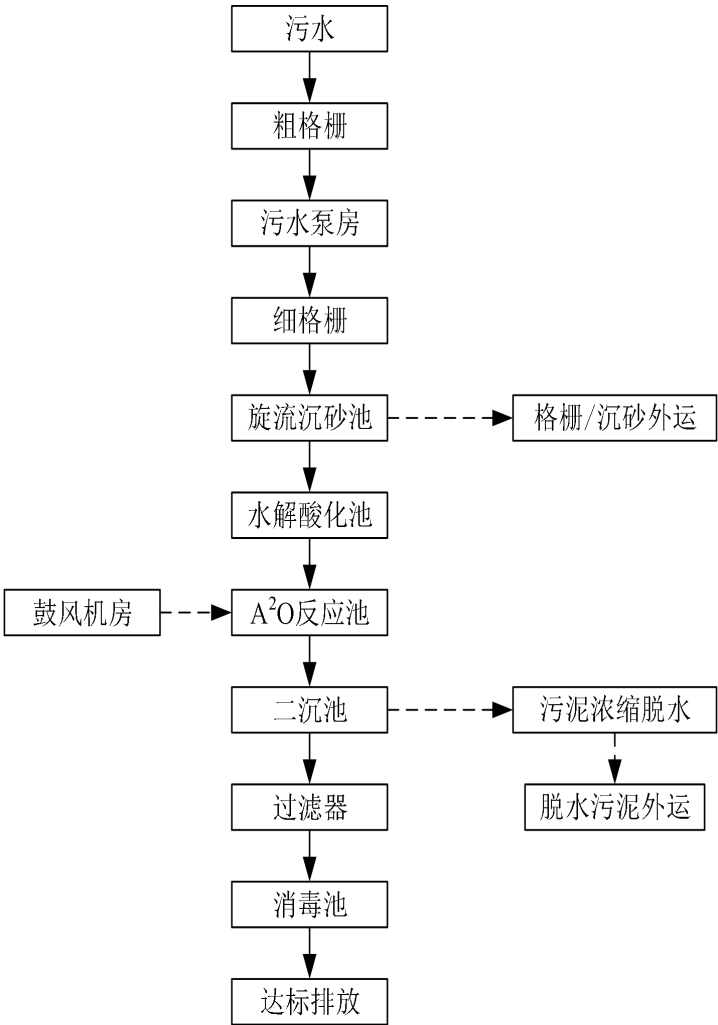 污水
粗格栅
污水泵房
细格栅
旋流沉砂池
格栅/沉砂外运
水解酸化池
鼓风机房
A²O反应池
二沉池
污泥浓缩脱水
过滤器
脱水污泥外运
消毒池
达标排放